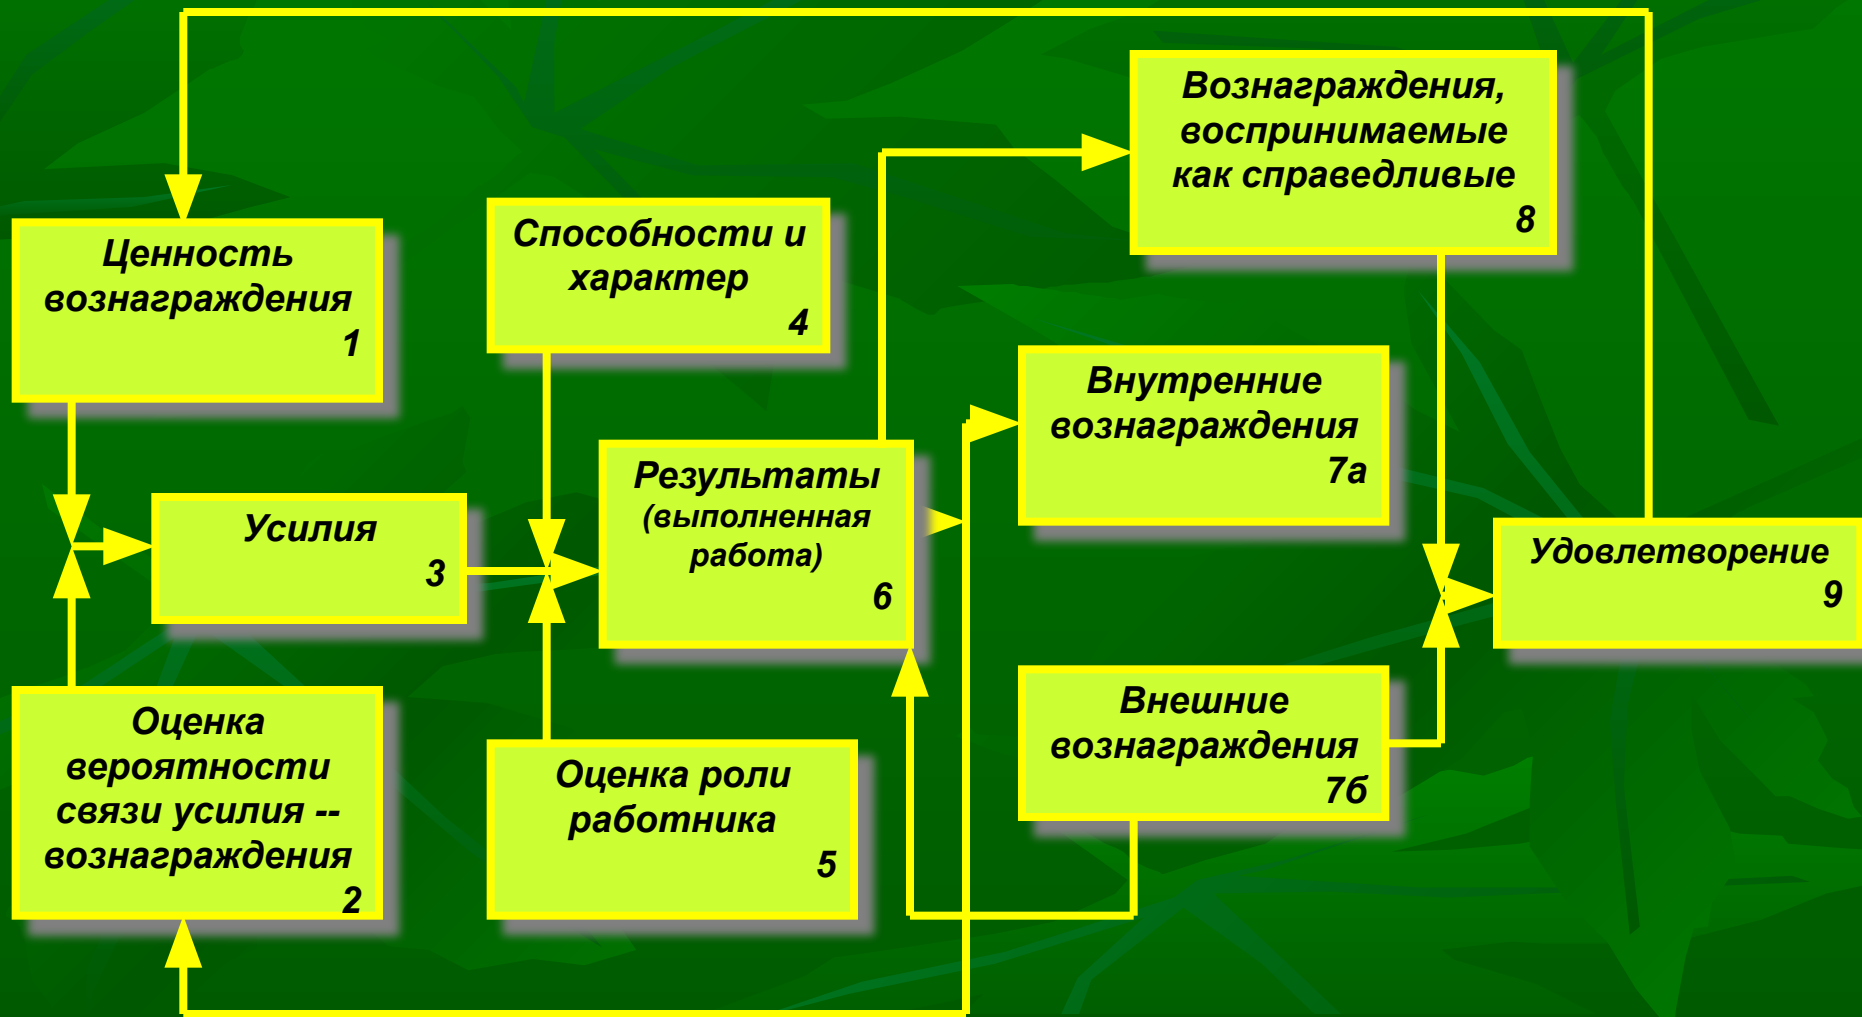 Ценность
вознаграждения
1
Оценка
вероятности
связи усилия --
вознаграждения
2
Усилия
3
Способности и
характер
4
Оценка роли
работника
5
Результаты
(выполненная
работа)
6
Внутренние
вознаграждения
7а
Внешние
вознаграждения
7б
Вознаграждения,
воспринимаемые
как справедливые
8
Удовлетворение
9